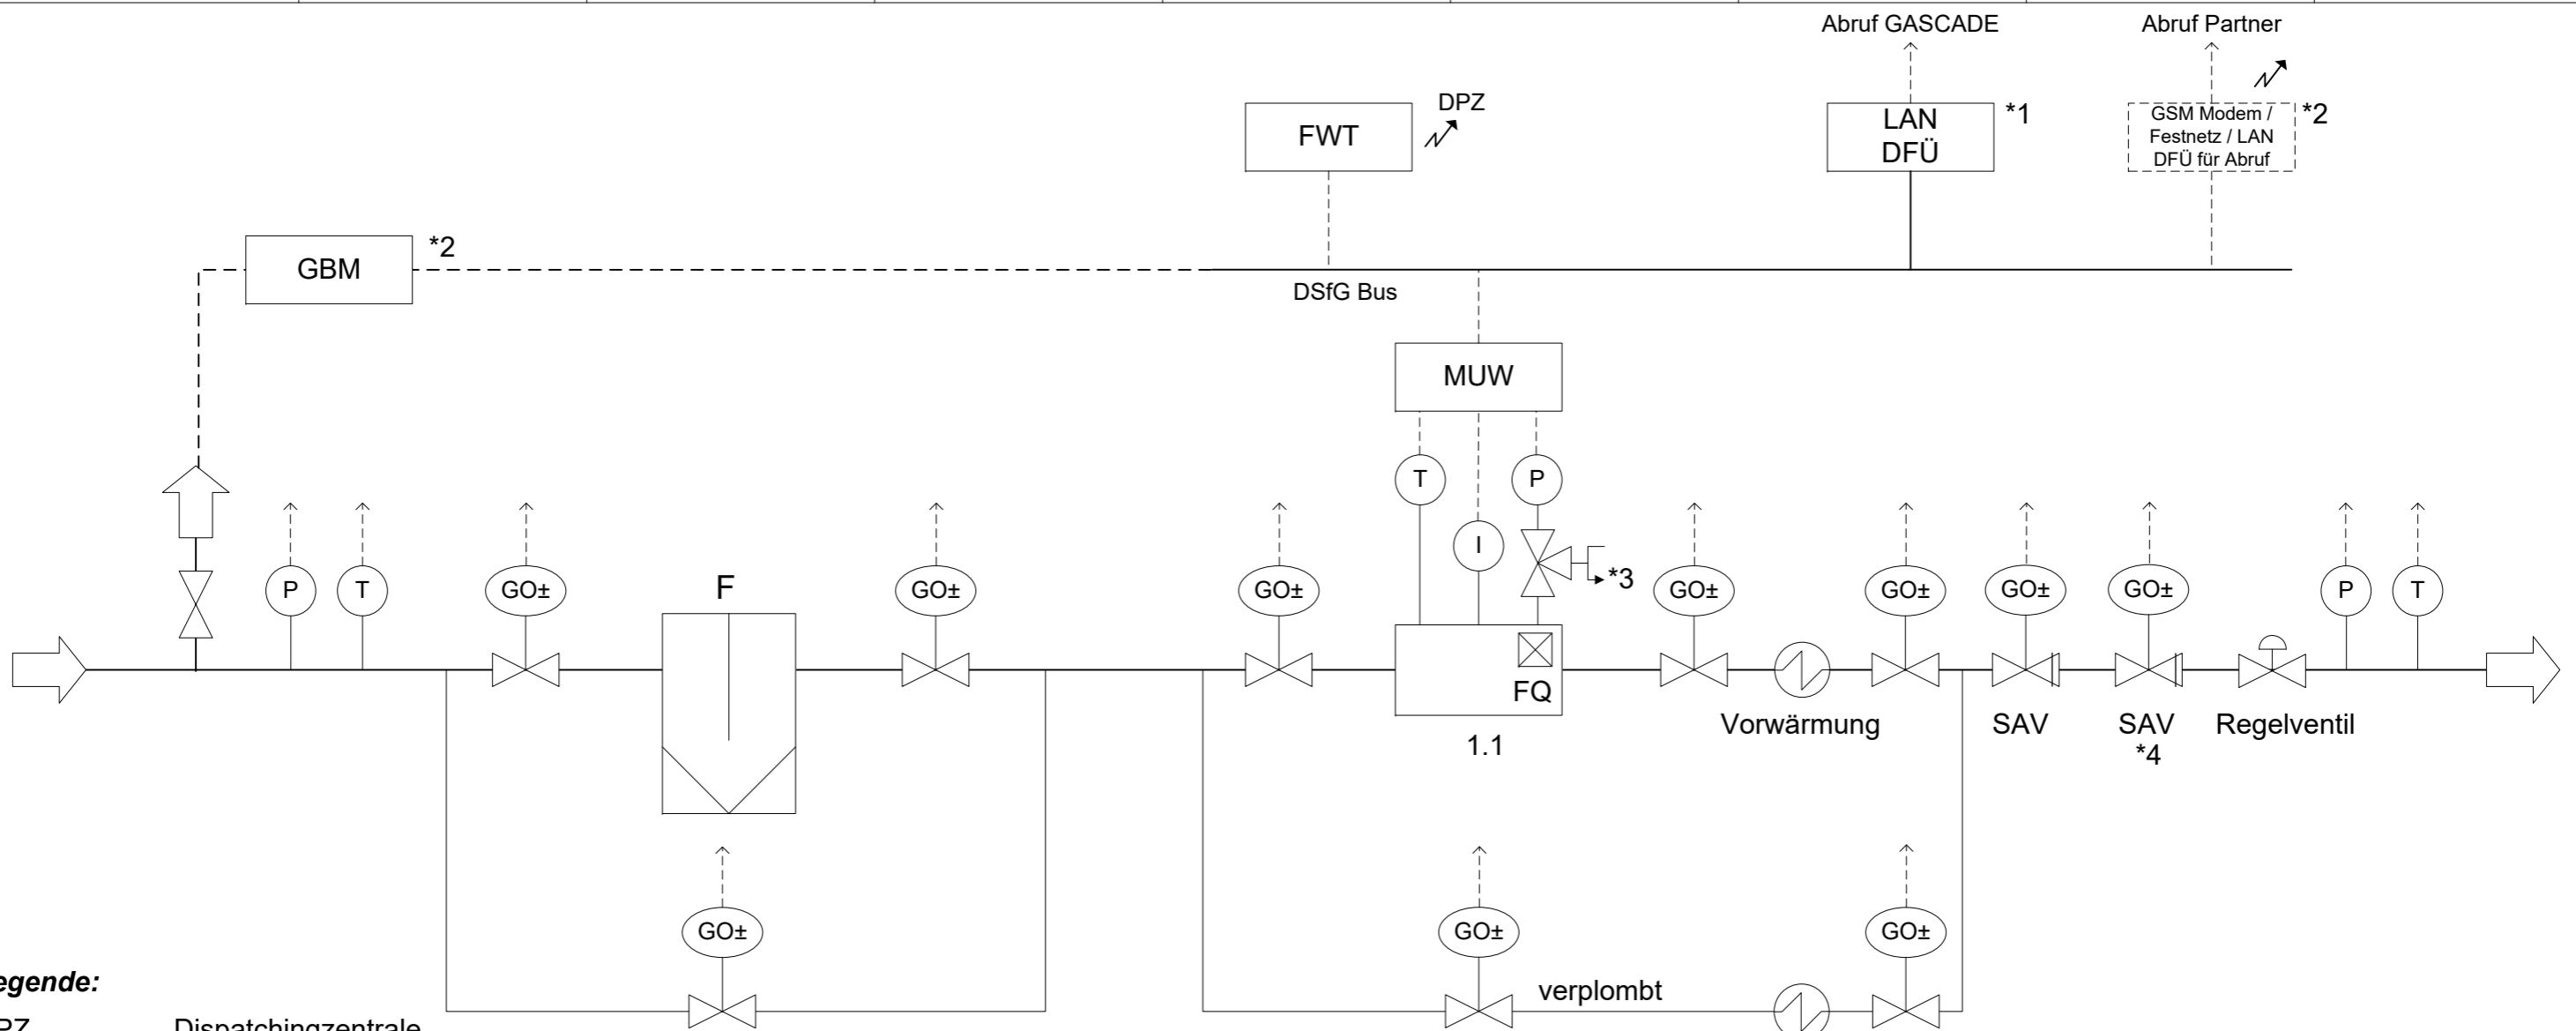 Abruf GASCADE
Abruf Partner
FWT
DPZ
LAN
DFÜ
*1
GSM Modem /
Festnetz / LAN
DFÜ für Abruf
*2
GBM
*2
DSfG Bus
MUW
T
P
I
*3
P
T
GO±
F
GO±
GO±
GO±
GO±
GO±
GO±
P
T
FQ
1.1
Vorwärmung
SAV
SAV
*4
Regelventil
GO±
GO±
GO±
verplombt
egende:
PZ
Dispatchingzentrale